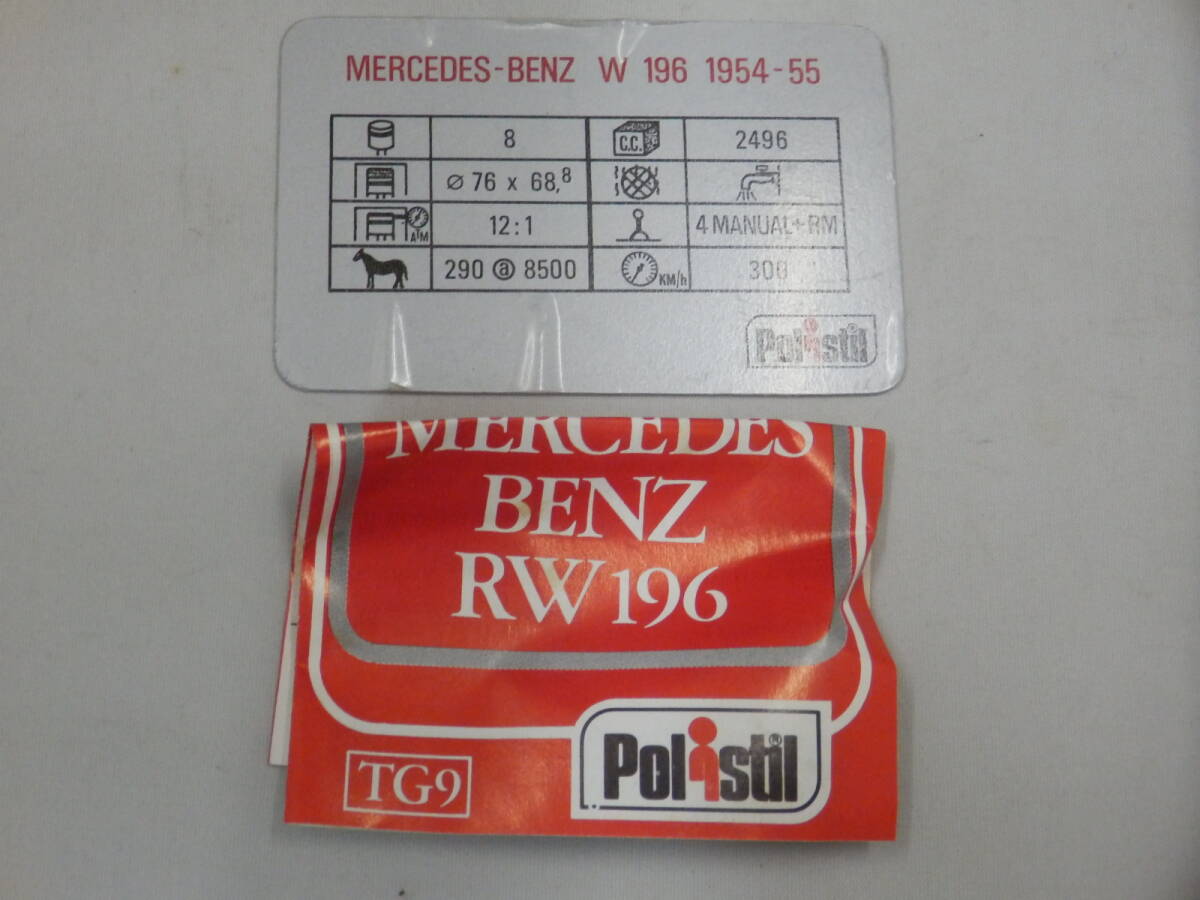 MERCEDES-BENZ W 196 1954-55
8 C.C. 2496
⌀ 76 x 68,8
A/M 12:1 4 MANUAL+RM
290 @ 8500 KM/h 300
Polistil
MERCEDES
BENZ
RW 196
TG9 Polistil®